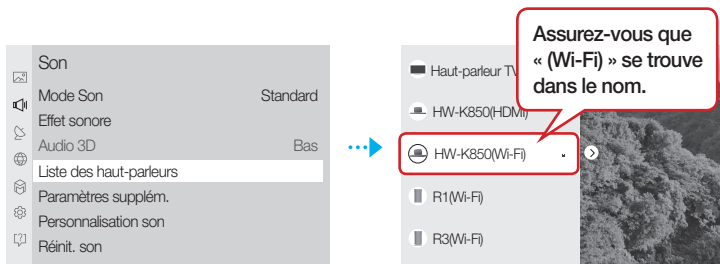 Son
Mode Son Standard
Effet sonore
Audio 3D Bas
Liste des haut-parleurs
Paramètres supplém.
Personnalisation son
Réinit. son
Haut-parleur TV
HW-K850(HDMI)
HW-K850(Wi-Fi)
R1(Wi-Fi)
R3(Wi-Fi)
Assurez-vous que
« (Wi-Fi) » se trouve
dans le nom.